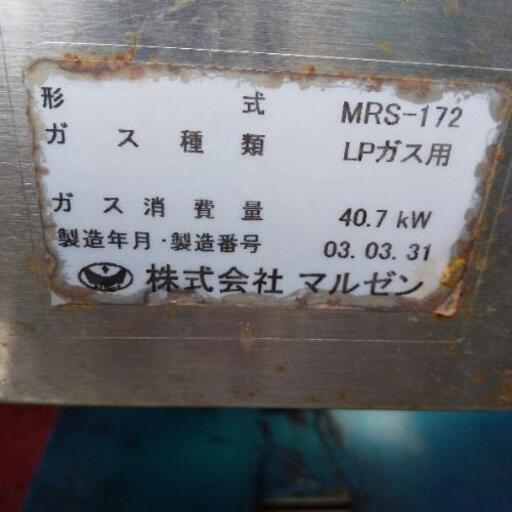 形式 MRS-172
ガス種類 LPガス用
ガス消費量 40.7 kW
製造年月・製造番号 03.03.31
株式会社 マルゼン